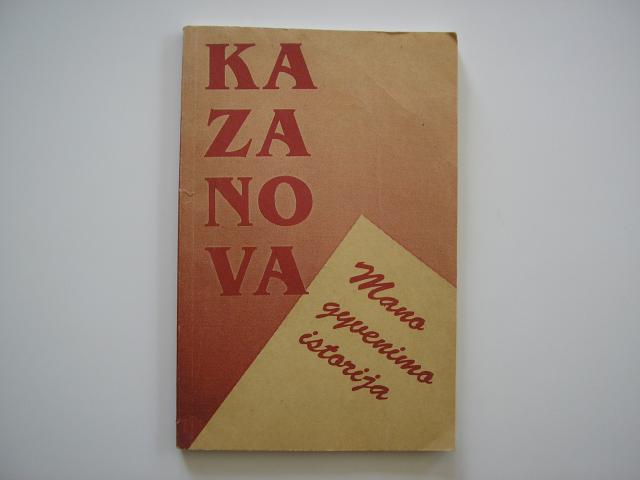 KA
ZA
NO
VA
Mano
gyvenimo
istorija